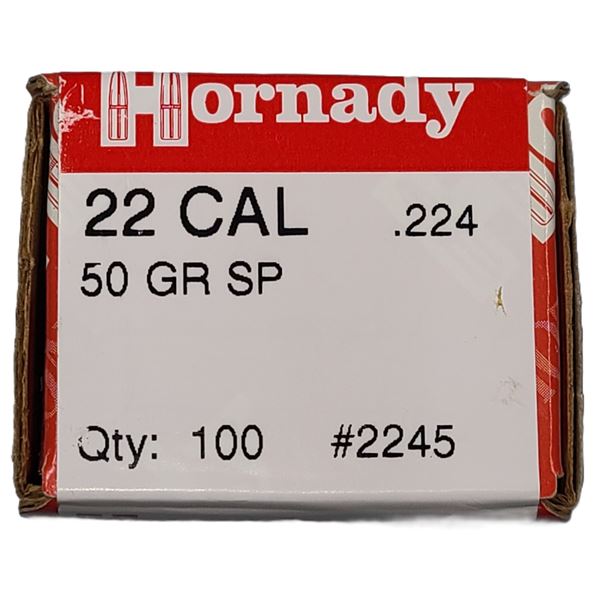 Hornady
22 CAL .224
50 GR SP
Qty: 100 #2245